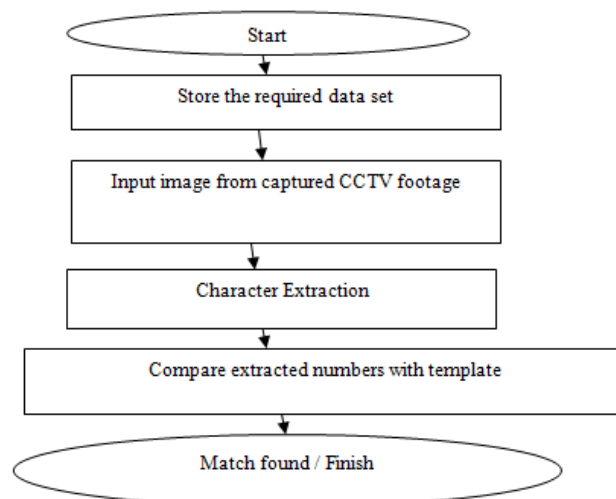 Start
Store the required data set
Input image from captured CCTV footage
Character Extraction
Compare extracted numbers with template
Match found / Finish